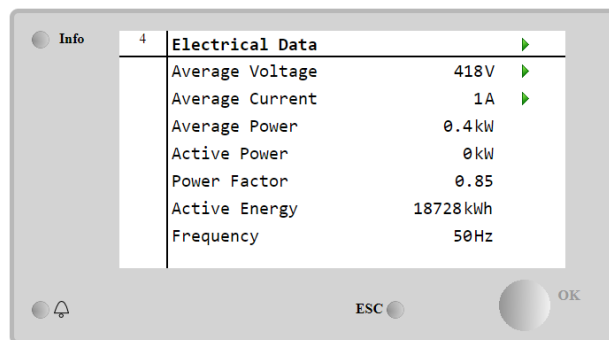 Info
4 Electrical Data
Average Voltage 418V
Average Current 1A
Average Power 0.4kW
Active Power 0kW
Power Factor 0.85
Active Energy 18728kWh
Frequency 50Hz
ESC
OK